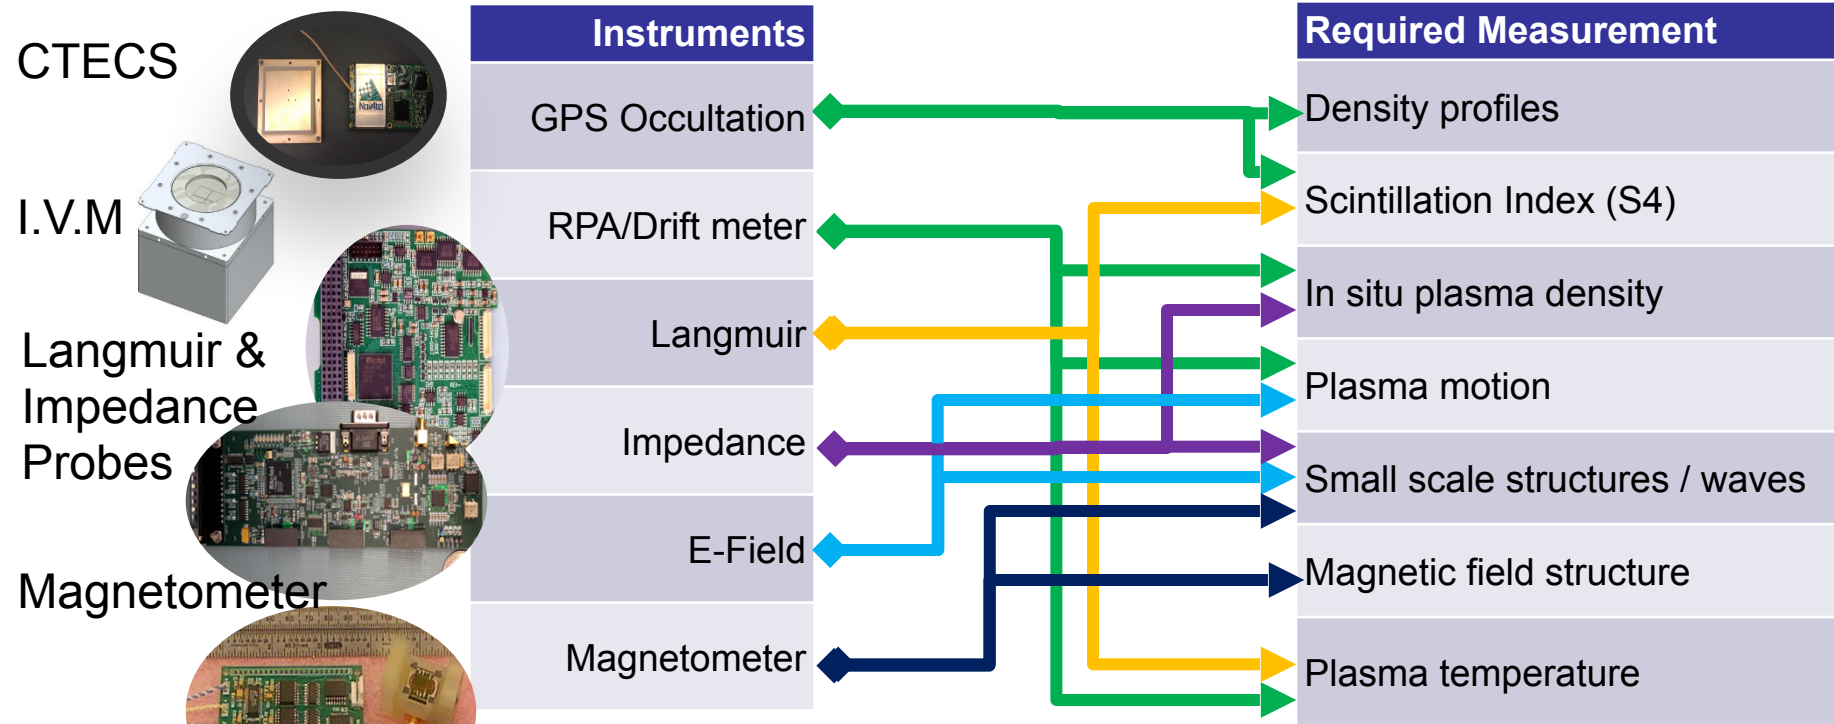 CTECS
I.V.M
Langmuir &
Impedance
Probes
Magnetometer
NovAtel
Instruments
GPS Occultation
RPA/Drift meter
Langmuir
Impedance
E-Field
Magnetometer
Required Measurement
Density profiles
Scintillation Index (S4)
In situ plasma density
Plasma motion
Small scale structures / waves
Magnetic field structure
Plasma temperature